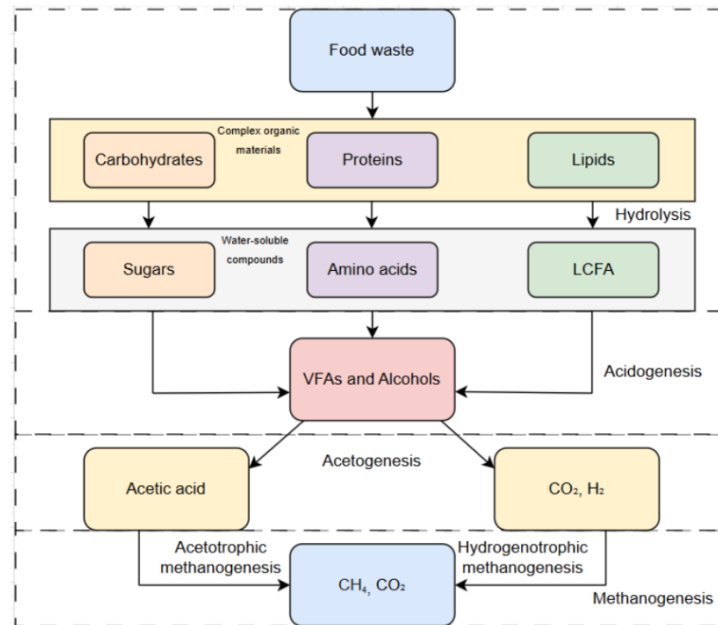 Food waste
Complex organic
materials
Carbohydrates
Proteins
Lipids
Hydrolysis
Water-soluble
compounds
Sugars
Amino acids
LCFA
VFAs and Alcohols
Acidogenesis
Acetogenesis
Acetic acid
CO₂, H₂
Acetotrophic
methanogenesis
Hydrogenotrophic
methanogenesis
CH₄, CO₂
Methanogenesis